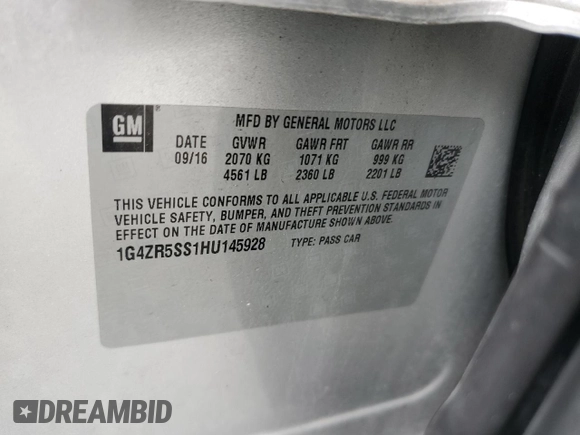 GM
MFD BY GENERAL MOTORS LLC
DATE GVWR GAWR FRT GAWR RR
09/16 2070 KG 1071 KG 999 KG
4561 LB 2360 LB 2201 LB
THIS VEHICLE CONFORMS TO ALL APPLICABLE U.S. FEDERAL MOTOR
VEHICLE SAFETY, BUMPER, AND THEFT PREVENTION STANDARDS IN
EFFECT ON THE DATE OF MANUFACTURE SHOWN ABOVE.
1G4ZR5SS1HU145928 TYPE: PASS CAR
DREAMBID